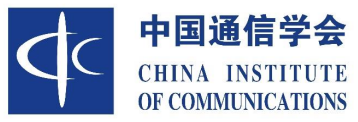 中国通信学会
CHINA INSTITUTE
OF COMMUNICATIONS